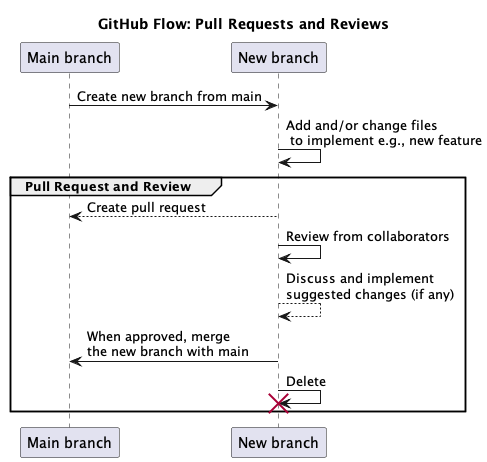 GitHub Flow: Pull Requests and Reviews
Main branch
New branch
Create new branch from main
Add and/or change files
to implement e.g., new feature
Pull Request and Review
Create pull request
Review from collaborators
Discuss and implement
suggested changes (if any)
When approved, merge
the new branch with main
Delete
Main branch
New branch